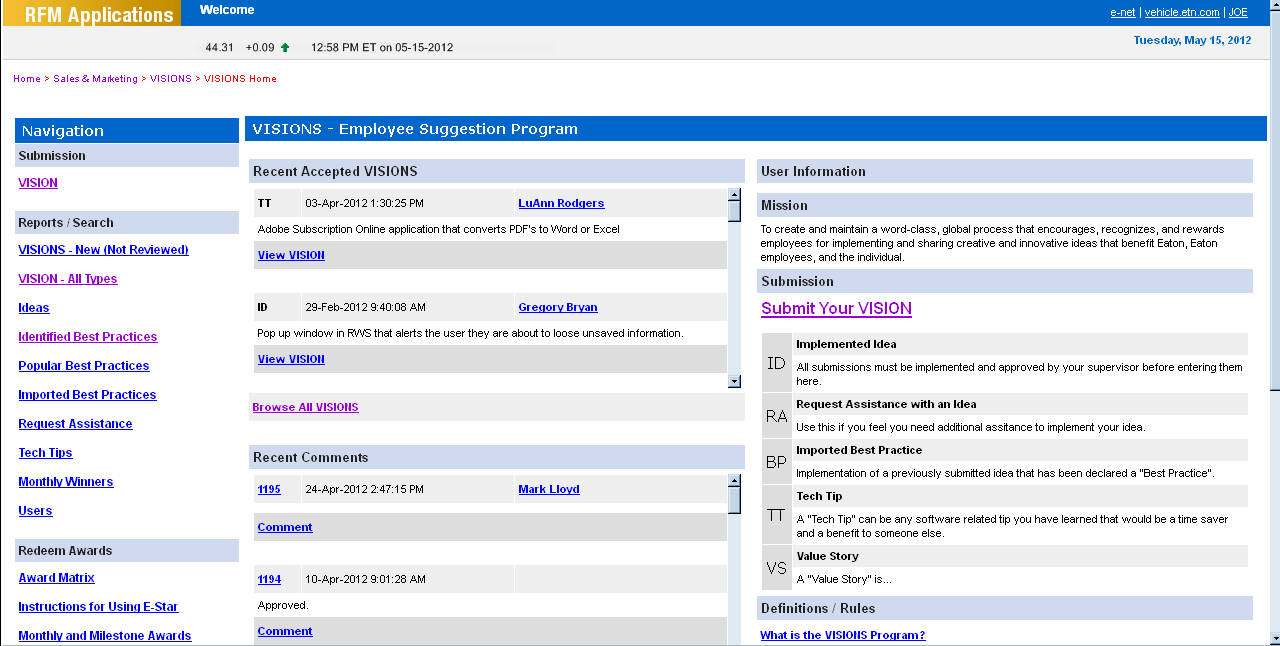 RFM Applications
Welcome
e-net | vehicle.etn.com | JOE
44.31 +0.09 12:58 PM ET on 05-15-2012
Tuesday, May 15, 2012
Home > Sales & Marketing > VISIONS > VISIONS Home
Navigation
Submission
VISION
Reports / Search
VISIONS - New (Not Reviewed)
VISION - All Types
Ideas
Identified Best Practices
Popular Best Practices
Imported Best Practices
Request Assistance
Tech Tips
Monthly Winners
Users
Redeem Awards
Award Matrix
Instructions for Using E-Star
Monthly and Milestone Awards
VISIONS - Employee Suggestion Program
Recent Accepted VISIONS
TT 03-Apr-2012 1:30:25 PM LuAnn Rodgers
Adobe Subscription Online application that converts PDF's to Word or Excel
View VISION
ID 29-Feb-2012 9:40:08 AM Gregory Bryan
Pop up window in RWS that alerts the user they are about to loose unsaved information.
View VISION
Browse All VISIONS
Recent Comments
1195 24-Apr-2012 2:47:15 PM Mark Lloyd
Comment
1194 10-Apr-2012 9:01:28 AM
Approved.
Comment
User Information
Mission
To create and maintain a word-class, global process that encourages, recognizes, and rewards
employees for implementing and sharing creative and innovative ideas that benefit Eaton, Eaton
employees, and the individual.
Submission
Submit Your VISION
ID
Implemented Idea
All submissions must be implemented and approved by your supervisor before entering them
here.
RA
Request Assistance with an Idea
Use this if you feel you need additional assitance to implement your idea.
BP
Imported Best Practice
Implementation of a previously submitted idea that has been declared a "Best Practice".
TT
Tech Tip
A "Tech Tip" can be any software related tip you have learned that would be a time saver
and a benefit to someone else.
VS
Value Story
A "Value Story" is...
Definitions / Rules
What is the VISIONS Program?